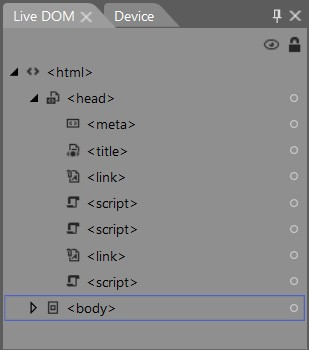 Live DOM
Device
<html>
<head>
<meta>
<title>
<link>
<script>
<script>
<link>
<script>
<body>